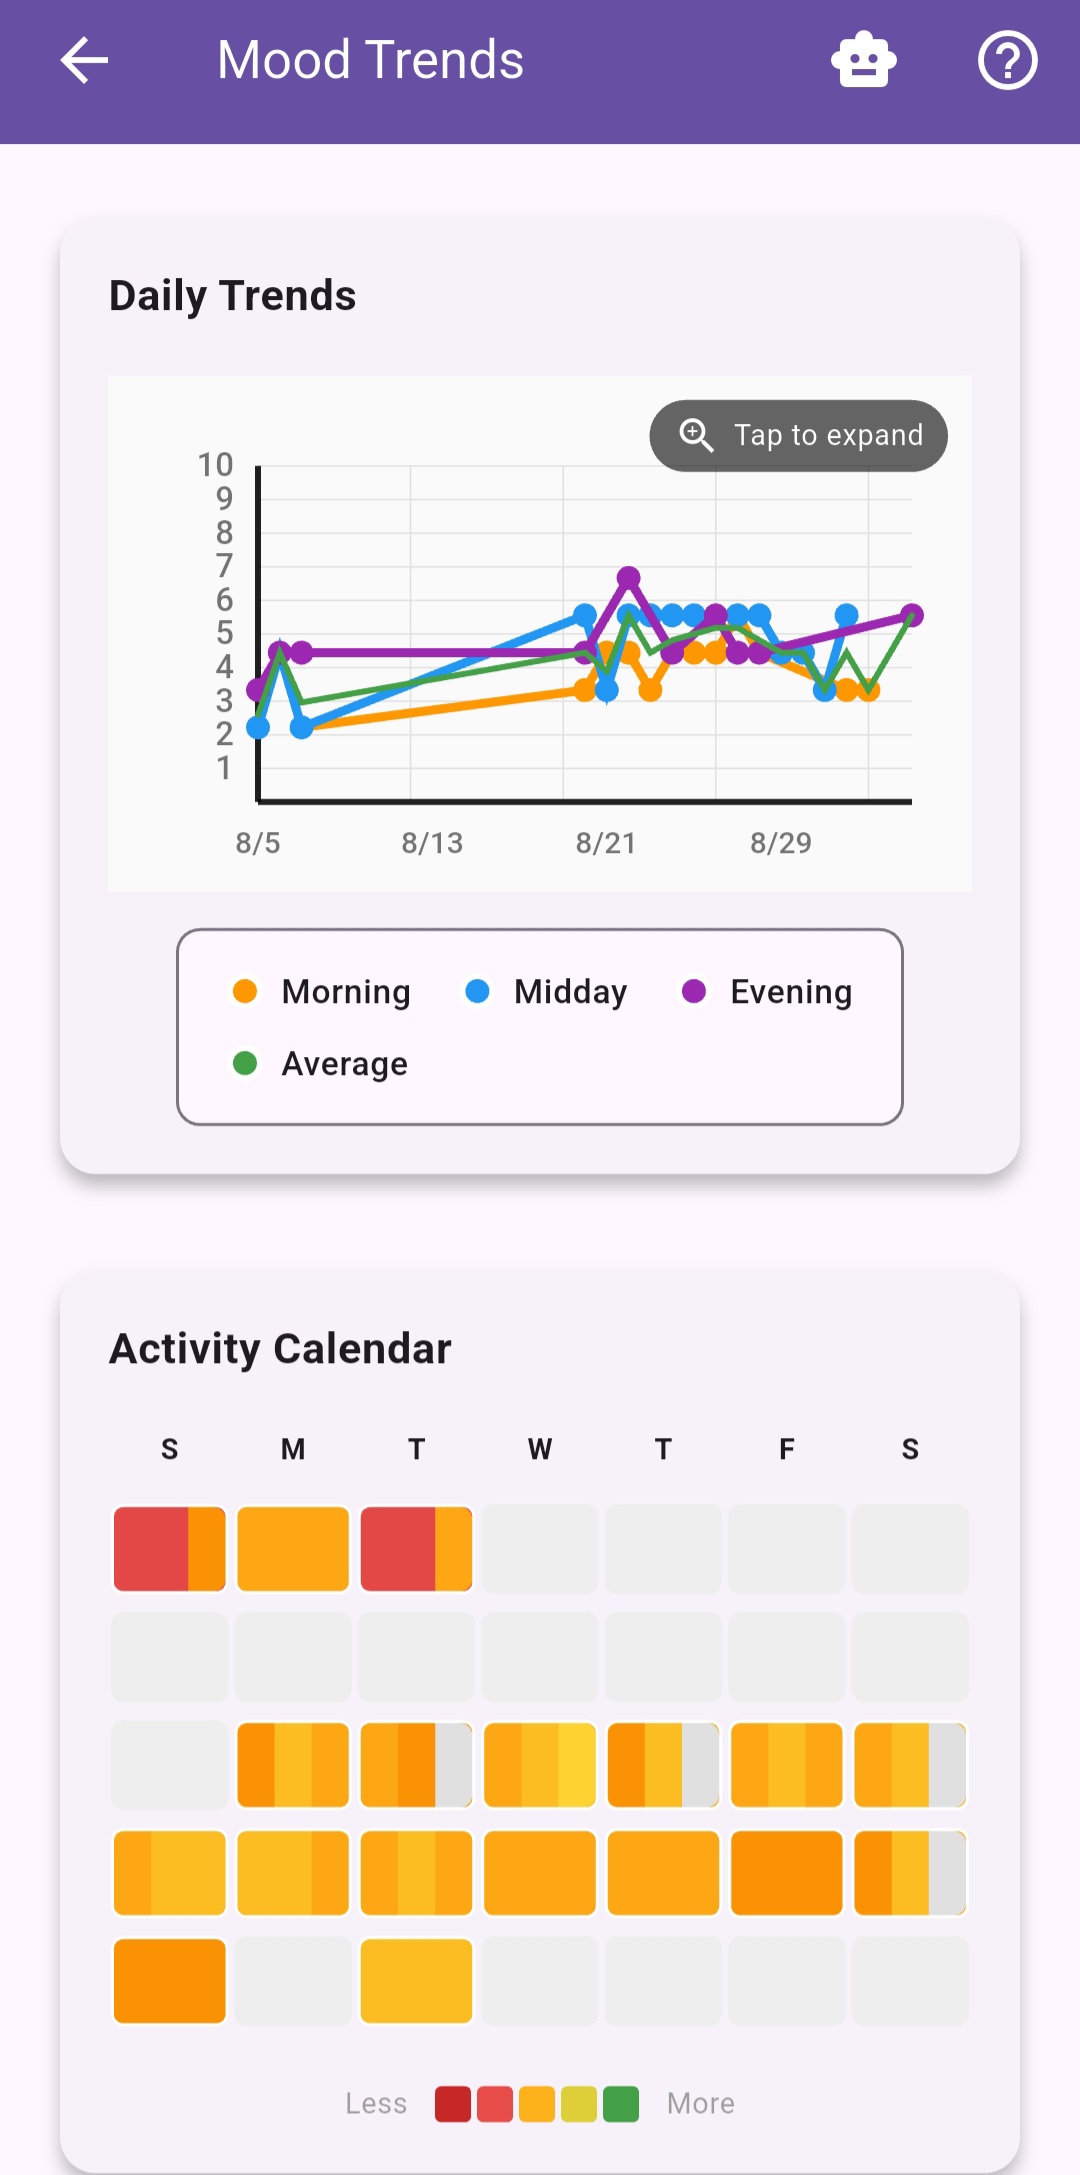 Mood Trends
Daily Trends
Tap to expand
10
9
8
7
6
5
4
3
2
1
8/5 8/13 8/21 8/29
Morning Midday Evening
Average
Activity Calendar
S M T W T F S
Less More